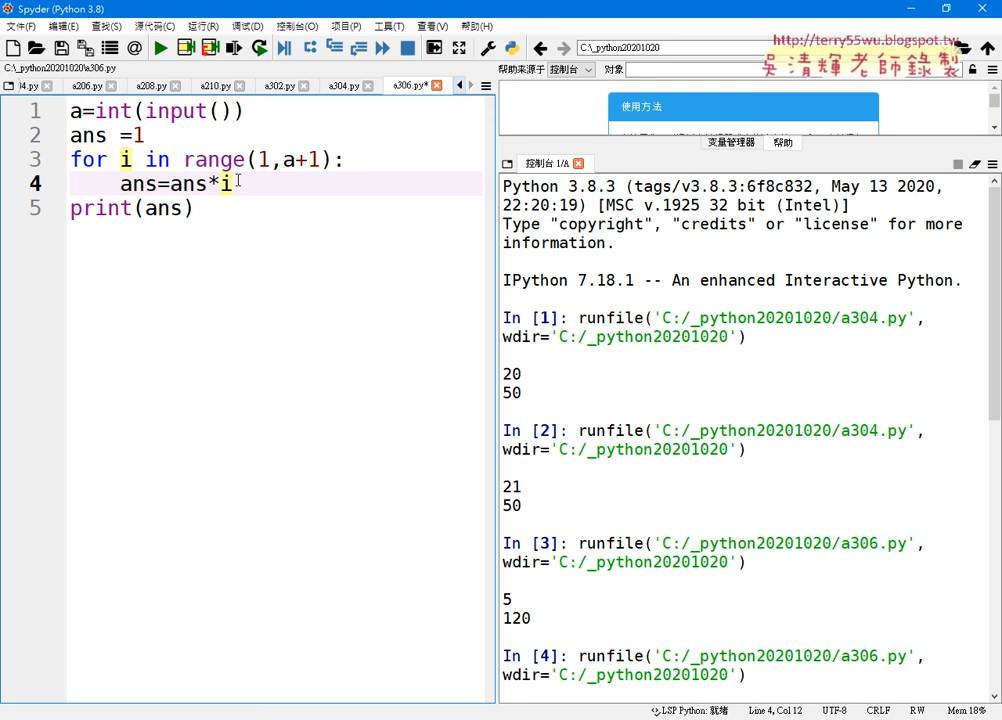 Spyder (Python 3.8)
文件(F) 编辑(E) 查找(S) 源代码(C) 运行(R) 调试(D) 控制台(O) 项目(P) 工具(T) 查看(V) 帮助(H)
C:\_python20201020
http://terry55wu.blogspot.tw
吳清輝老師錄製
C:\_python20201020\a306.py
帮助来源于 控制台 对象
04.py a206.py a208.py a210.py a302.py a304.py a306.py*
使用方法
变量管理器 帮助
控制台 1/A
1 a=int(input())
2 ans =1
3 for i in range(1,a+1):
4 ans=ans*i
5 print(ans)
Python 3.8.3 (tags/v3.8.3:6f8c832, May 13 2020,
22:20:19) [MSC v.1925 32 bit (Intel)]
Type "copyright", "credits" or "license" for more
information.
IPython 7.18.1 -- An enhanced Interactive Python.
In [1]: runfile('C:/_python20201020/a304.py',
wdir='C:/_python20201020')
20
50
In [2]: runfile('C:/_python20201020/a304.py',
wdir='C:/_python20201020')
21
50
In [3]: runfile('C:/_python20201020/a306.py',
wdir='C:/_python20201020')
5
120
In [4]: runfile('C:/_python20201020/a306.py',
wdir='C:/_python20201020')
LSP Python: 就绪 Line 4, Col 12 UTF-8 CRLF RW Mem 18%